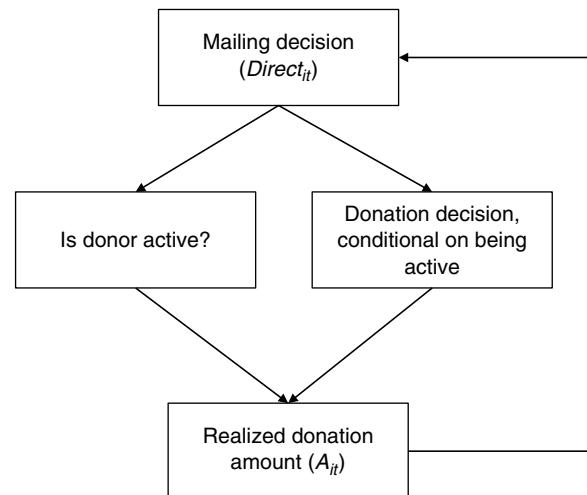 Mailing decision
(Direct_it)
Is donor active?
Donation decision,
conditional on being
active
Realized donation
amount (A_it)